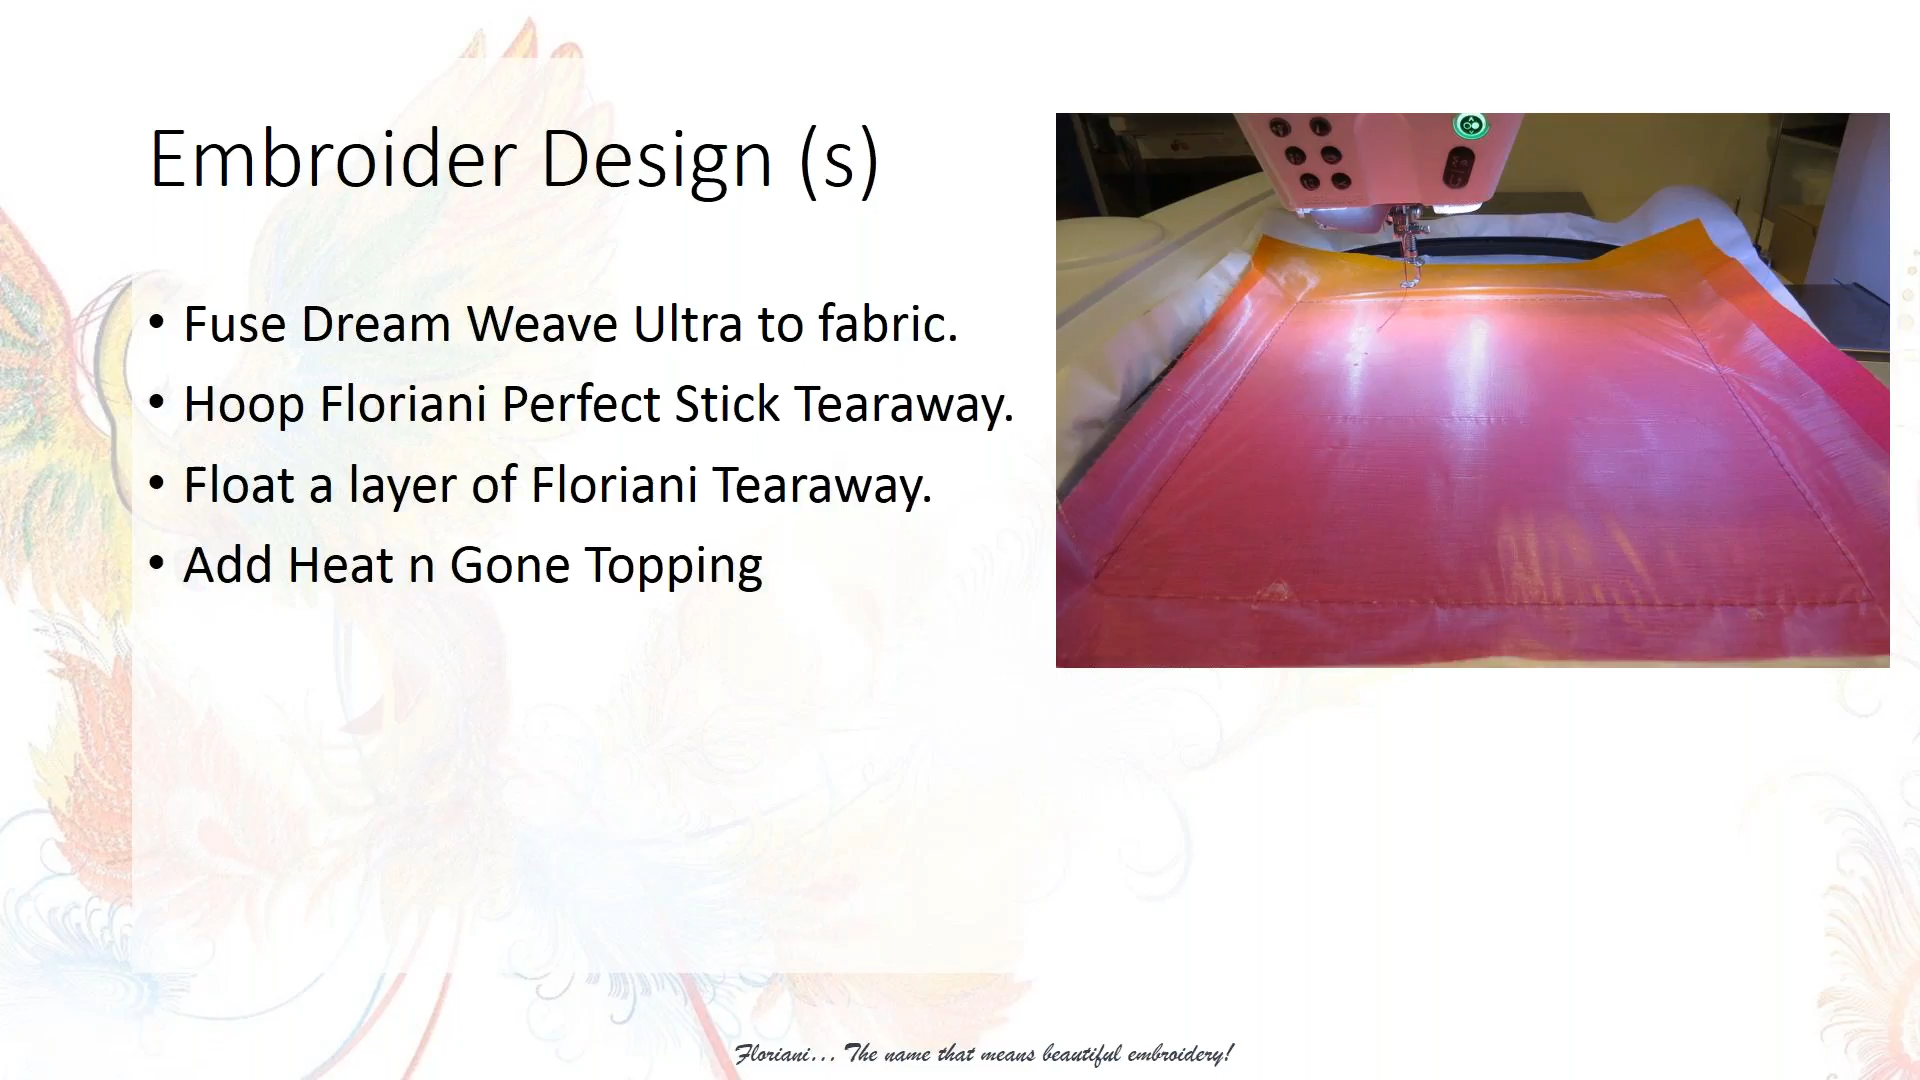 Embroider Design (s)
• Fuse Dream Weave Ultra to fabric.
• Hoop Floriani Perfect Stick Tearaway.
• Float a layer of Floriani Tearaway.
• Add Heat n Gone Topping
Floriani... The name that means beautiful embroidery!